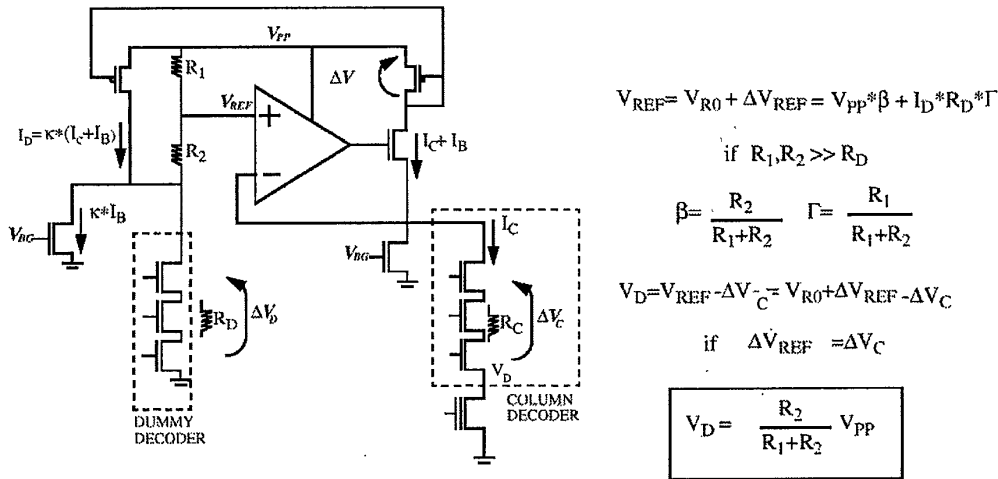 V_PP
R_1
ΔV
V_REF
I_D=κ*(I_c+I_B)
R_2
I_C+ I_B
κ*I_B
V_BG
V_BG
I_C
R_D
ΔV_D
R_C
ΔV_C
V_D
DUMMY
DECODER
COLUMN
DECODER
V_REF= V_R0 + ΔV_REF = V_PP*β + I_D*R_D*Γ
if R_1,R_2 >> R_D
β= R_2/(R_1+R_2) Γ= R_1/(R_1+R_2)
V_D=V_REF-ΔV_C= V_R0+ΔV_REF-ΔV_C
if ΔV_REF =ΔV_C
V_D = R_2/(R_1+R_2) V_PP